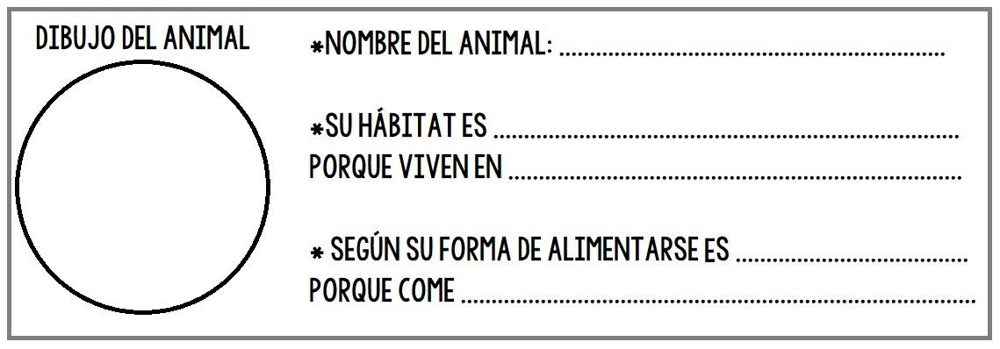 DIBUJO DEL ANIMAL
*NOMBRE DEL ANIMAL: ...............................................................
*SU HÁBITAT ES ............................................................................
PORQUE VIVEN EN ..........................................................................
* SEGÚN SU FORMA DE ALIMENTARSE ES ......................................
PORQUE COME ....................................................................................